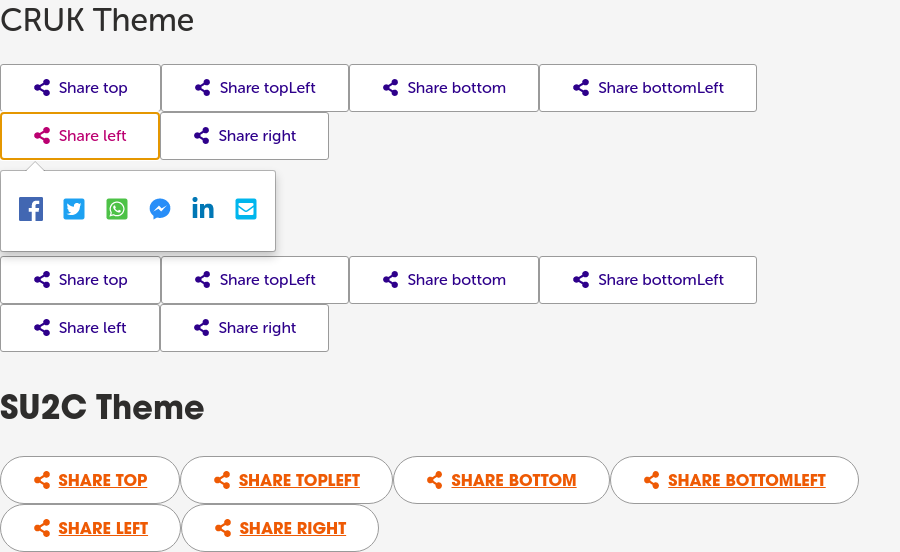 CRUK Theme
Share top Share topLeft Share bottom Share bottomLeft
Share left Share right
in
Share top Share topLeft Share bottom Share bottomLeft
Share left Share right
SU2C Theme
SHARE TOP SHARE TOPLEFT SHARE BOTTOM SHARE BOTTOMLEFT
SHARE LEFT SHARE RIGHT